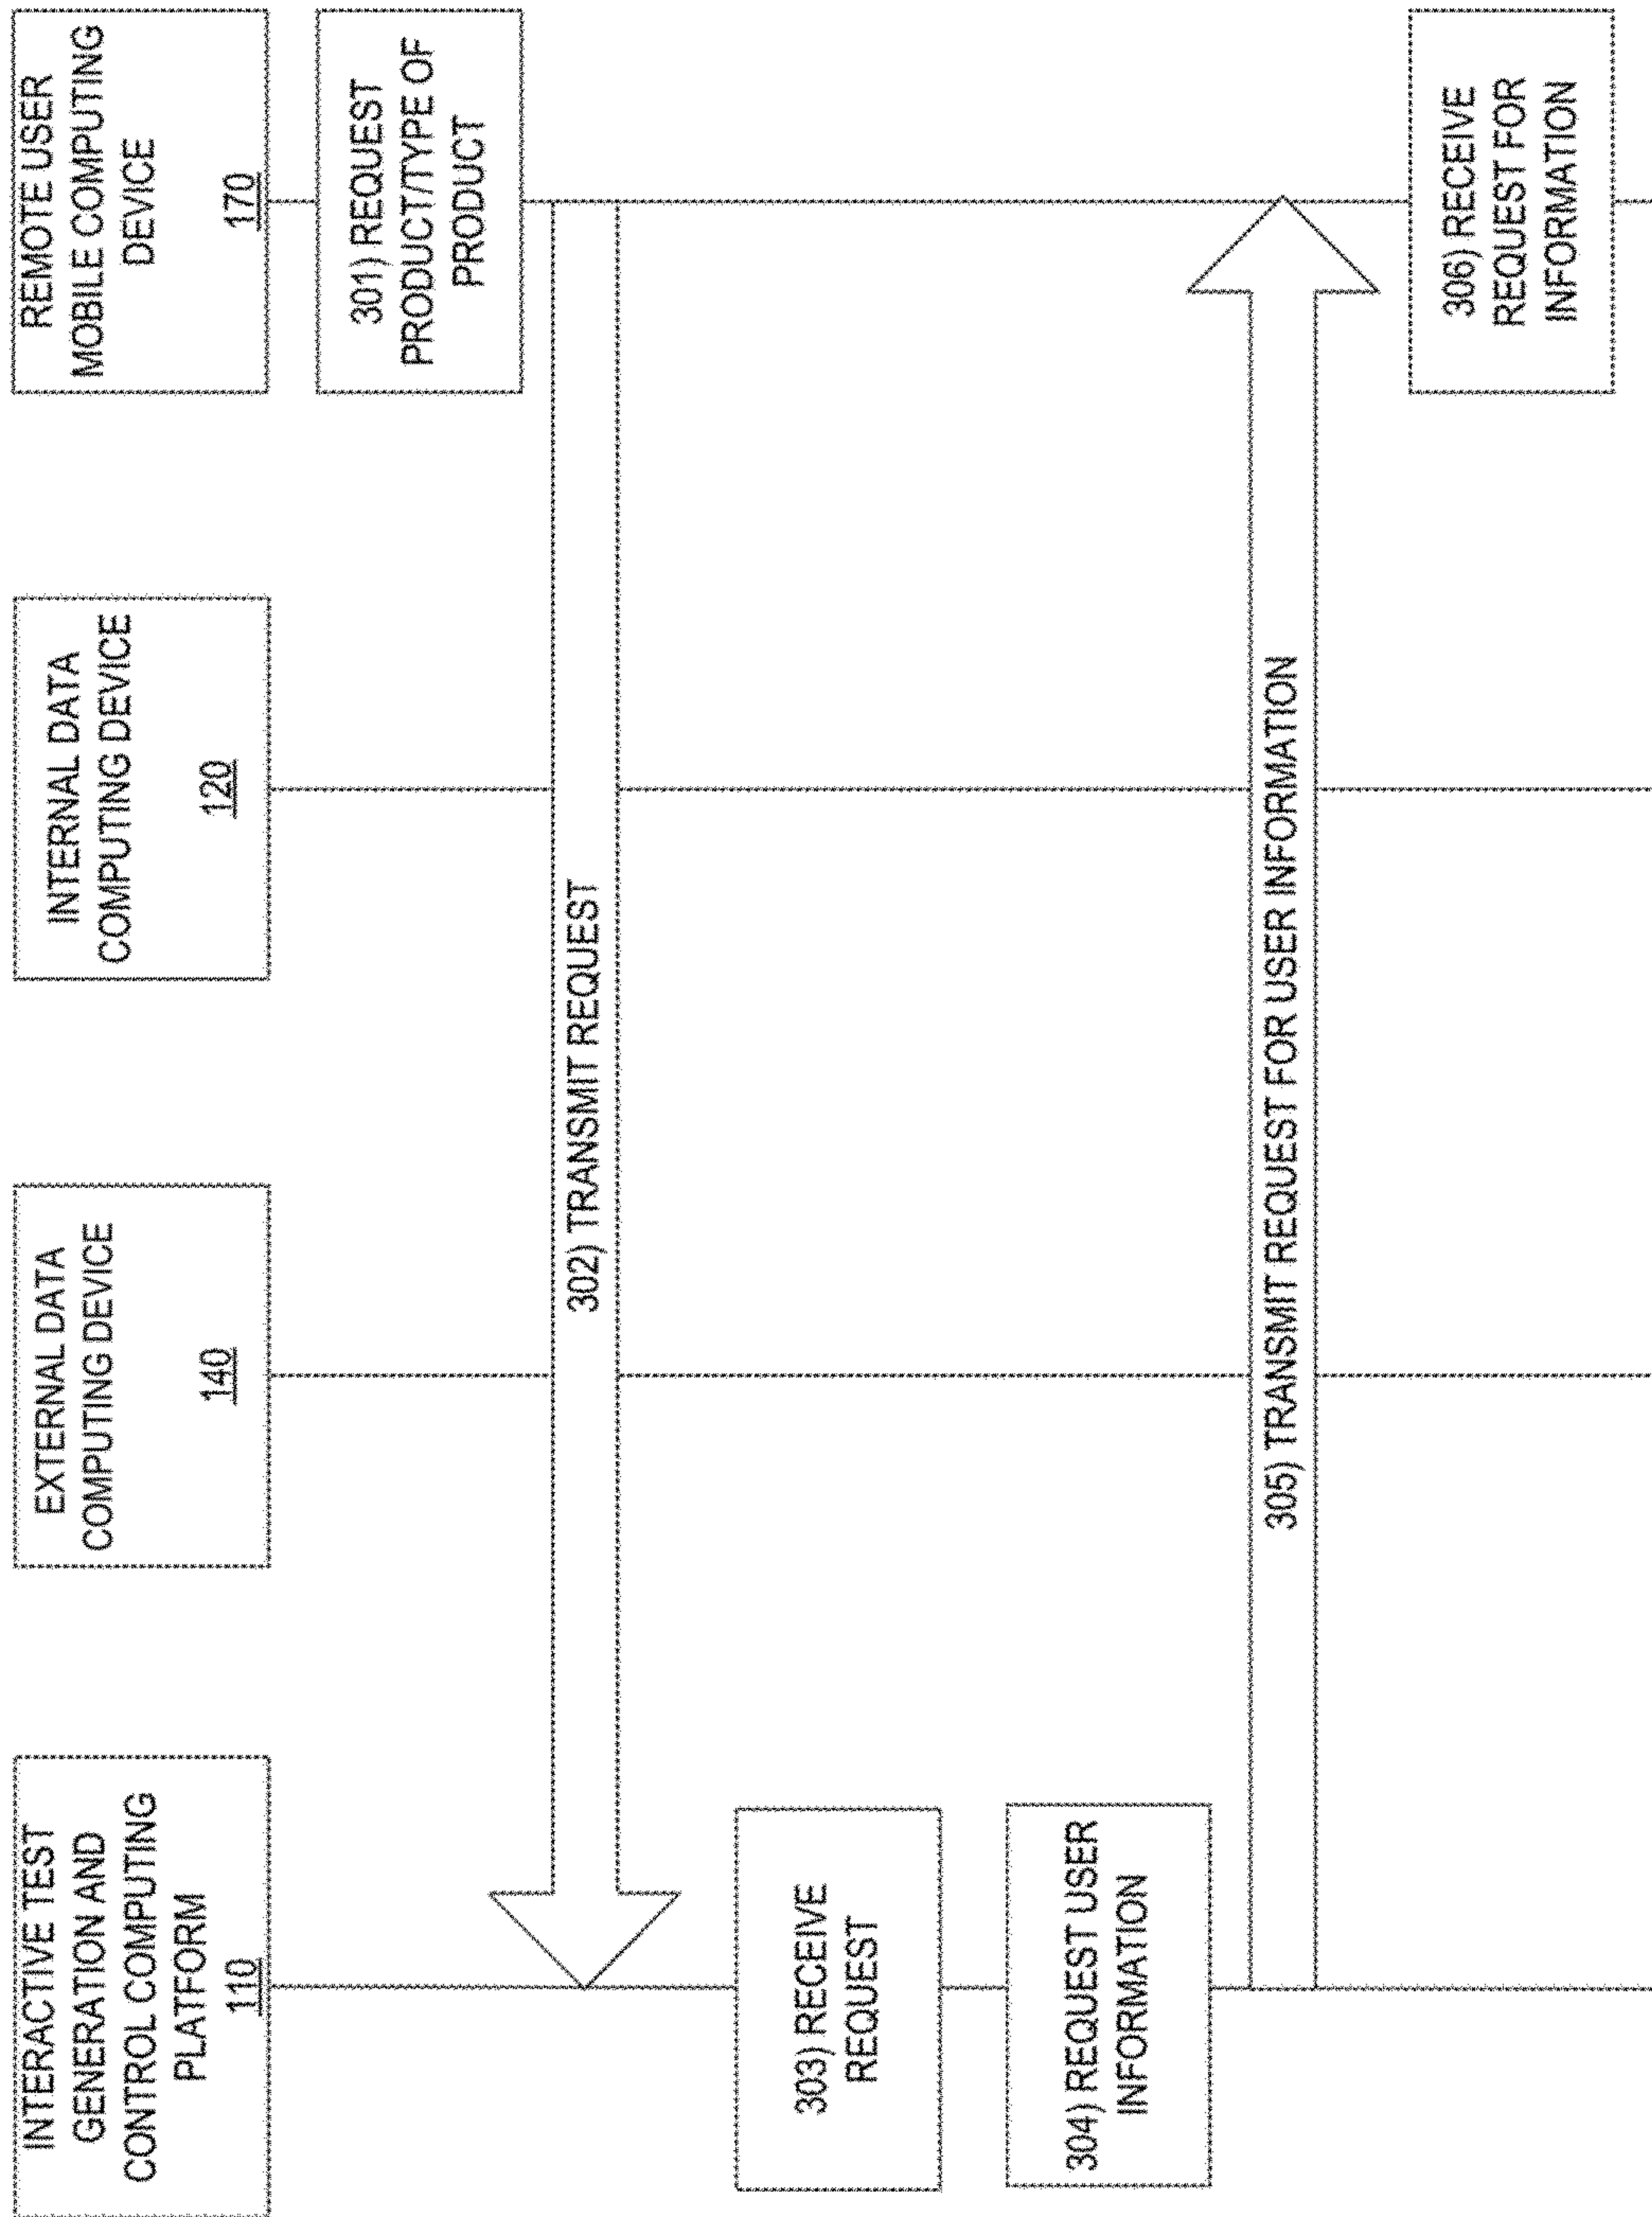 INTERACTIVE TEST
GENERATION AND
CONTROL COMPUTING
PLATFORM
110
EXTERNAL DATA
COMPUTING DEVICE
140
INTERNAL DATA
COMPUTING DEVICE
120
REMOTE USER
MOBILE COMPUTING
DEVICE
170
301) REQUEST
PRODUCT/TYPE OF
PRODUCT
302) TRANSMIT REQUEST
303) RECEIVE
REQUEST
304) REQUEST USER
INFORMATION
305) TRANSMIT REQUEST FOR USER INFORMATION
306) RECEIVE
REQUEST FOR
INFORMATION